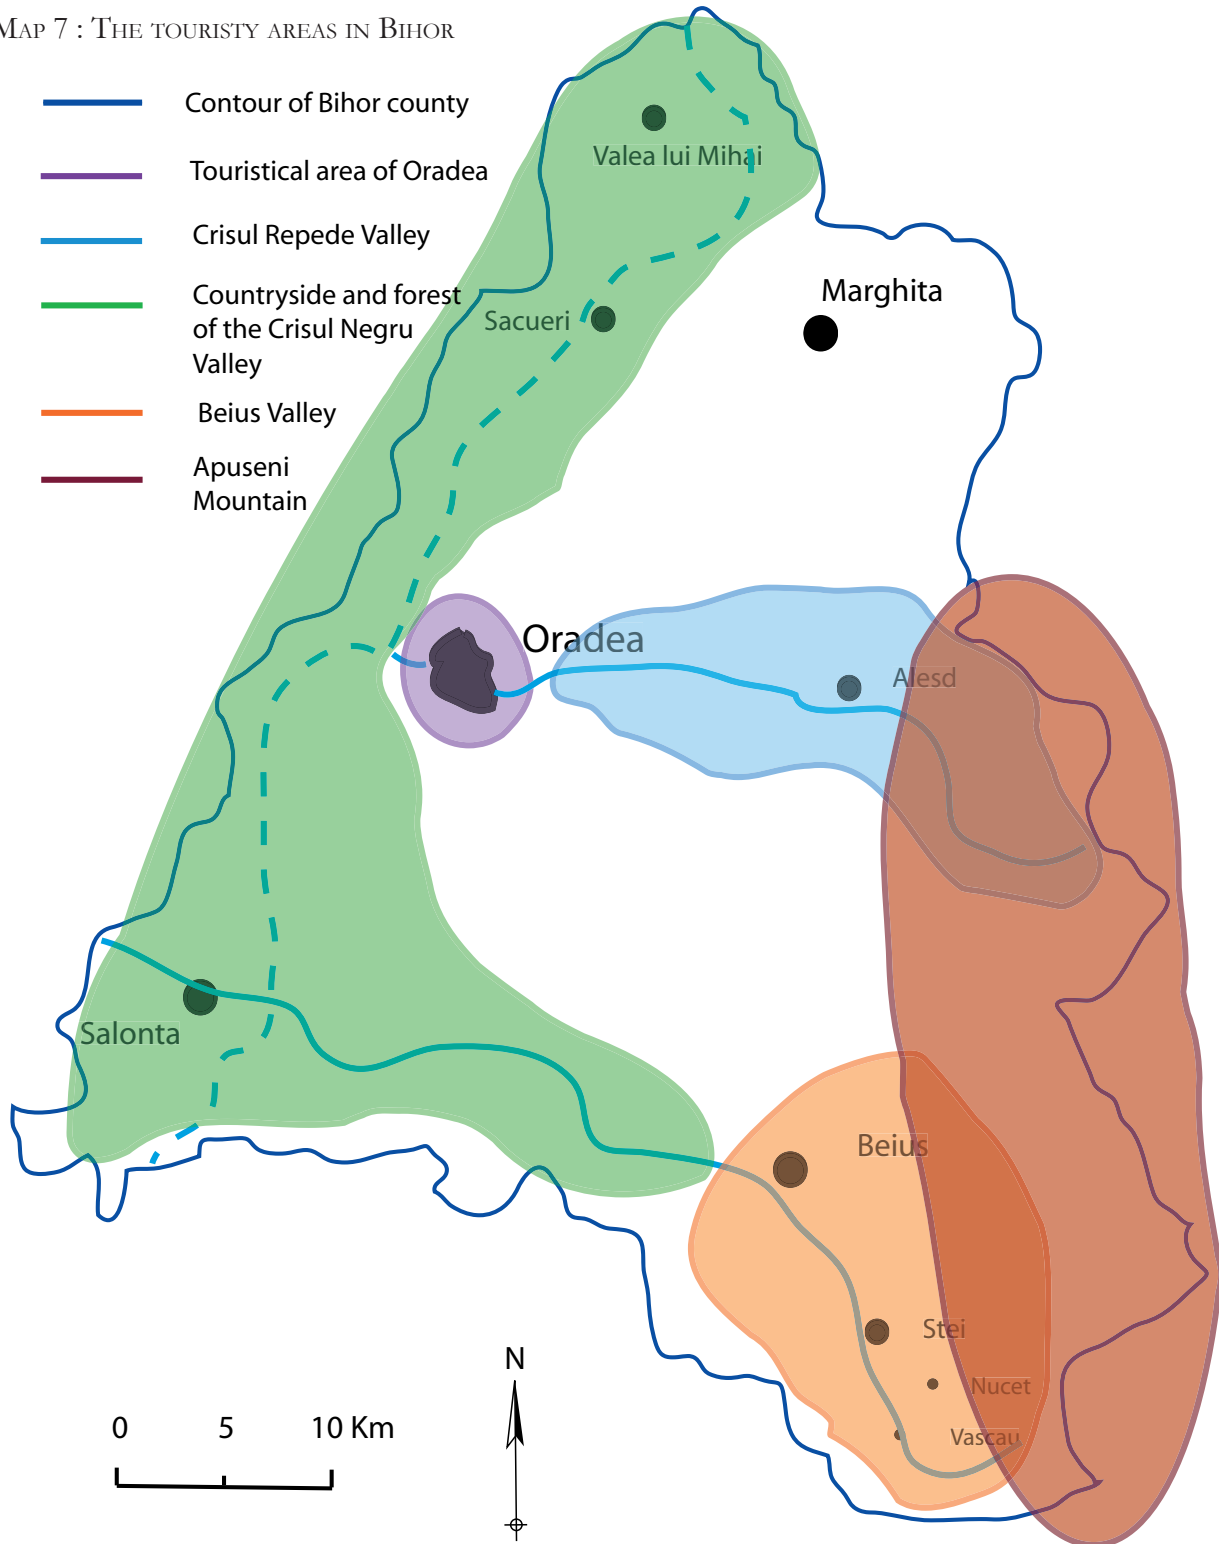 Map 7 : The touristy areas in Bihor
Contour of Bihor county
Touristical area of Oradea
Crisul Repede Valley
Countryside and forest
of the Crisul Negru
Valley
Beius Valley
Apuseni
Mountain
Valea lui Mihai
Marghita
Sacueri
Oradea
Alesd
Salonta
Beius
Stei
Nucet
Vascau
N
0 5 10 Km